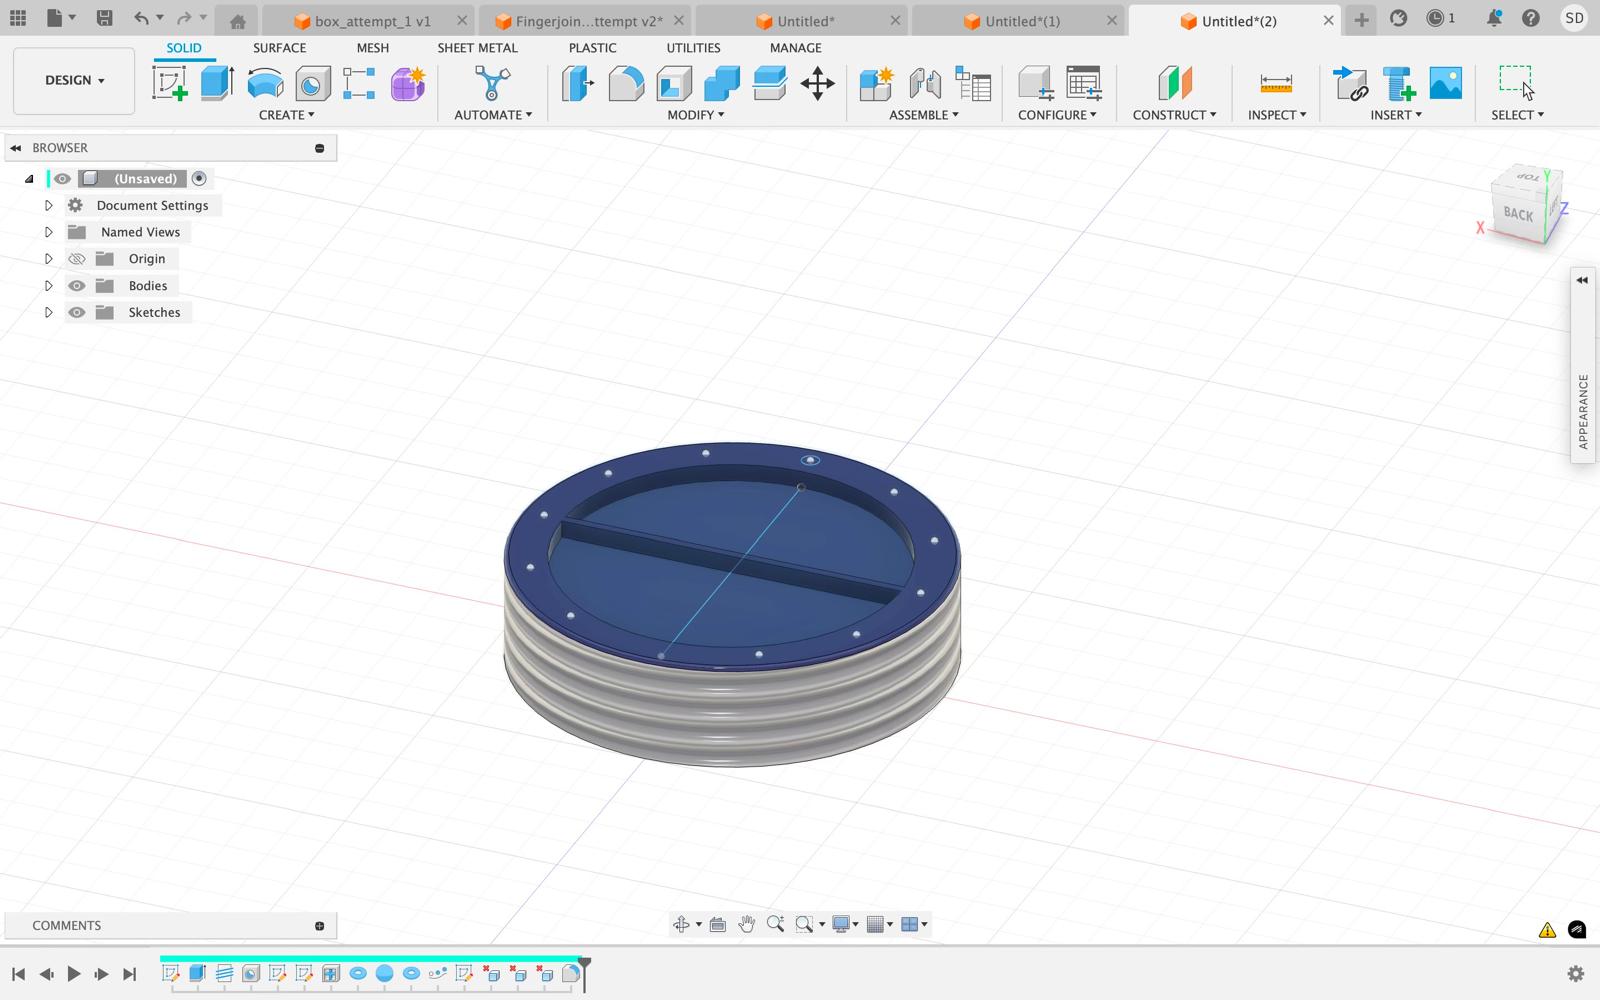 box_attempt_1 v1
Fingerjoin...ttempt v2*
Untitled*
Untitled*(1)
Untitled*(2)
1
SD
DESIGN
SOLID
SURFACE
MESH
SHEET METAL
PLASTIC
UTILITIES
MANAGE
CREATE
AUTOMATE
MODIFY
ASSEMBLE
CONFIGURE
CONSTRUCT
INSPECT
INSERT
SELECT
BROWSER
(Unsaved)
Document Settings
Named Views
Origin
Bodies
Sketches
TOP
BACK
X
Y
Z
APPEARANCE
COMMENTS